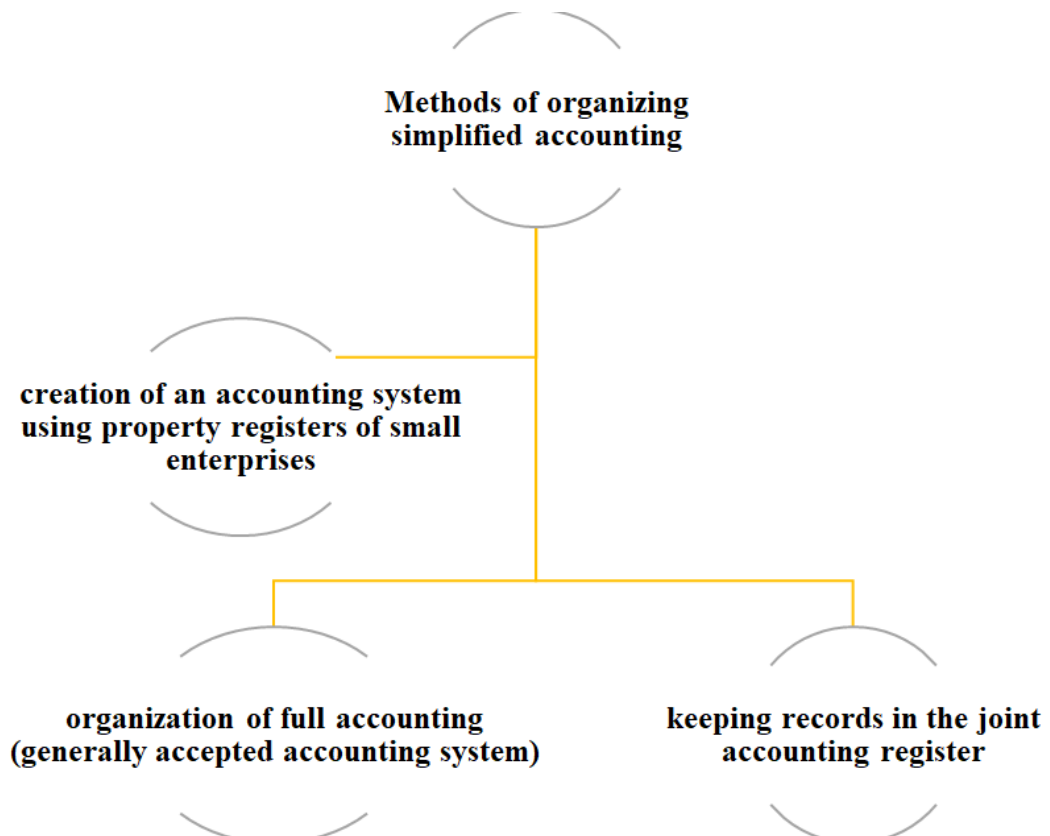 Methods of organizing
simplified accounting
creation of an accounting system
using property registers of small
enterprises
organization of full accounting
(generally accepted accounting system)
keeping records in the joint
accounting register